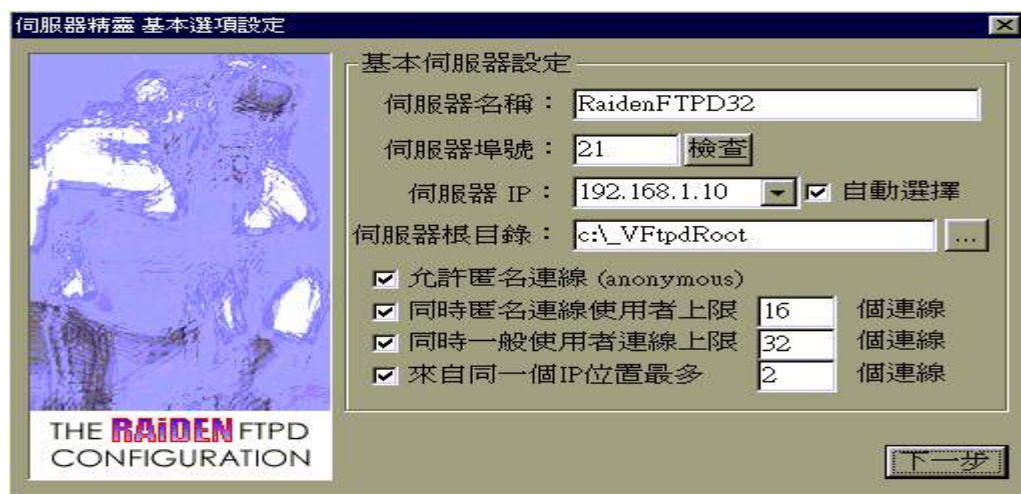 伺服器精靈 基本選項設定
基本伺服器設定
伺服器名稱： RaidenFTPD32
伺服器埠號： 21 檢查
伺服器 IP： 192.168.1.10 自動選擇
伺服器根目錄： c:\_VFtpdRoot ...
允許匿名連線 (anonymous)
同時匿名連線使用者上限 16 個連線
同時一般使用者連線上限 32 個連線
來自同一個IP位置最多 2 個連線
THE RAiDEN FTPD
CONFIGURATION
下一步